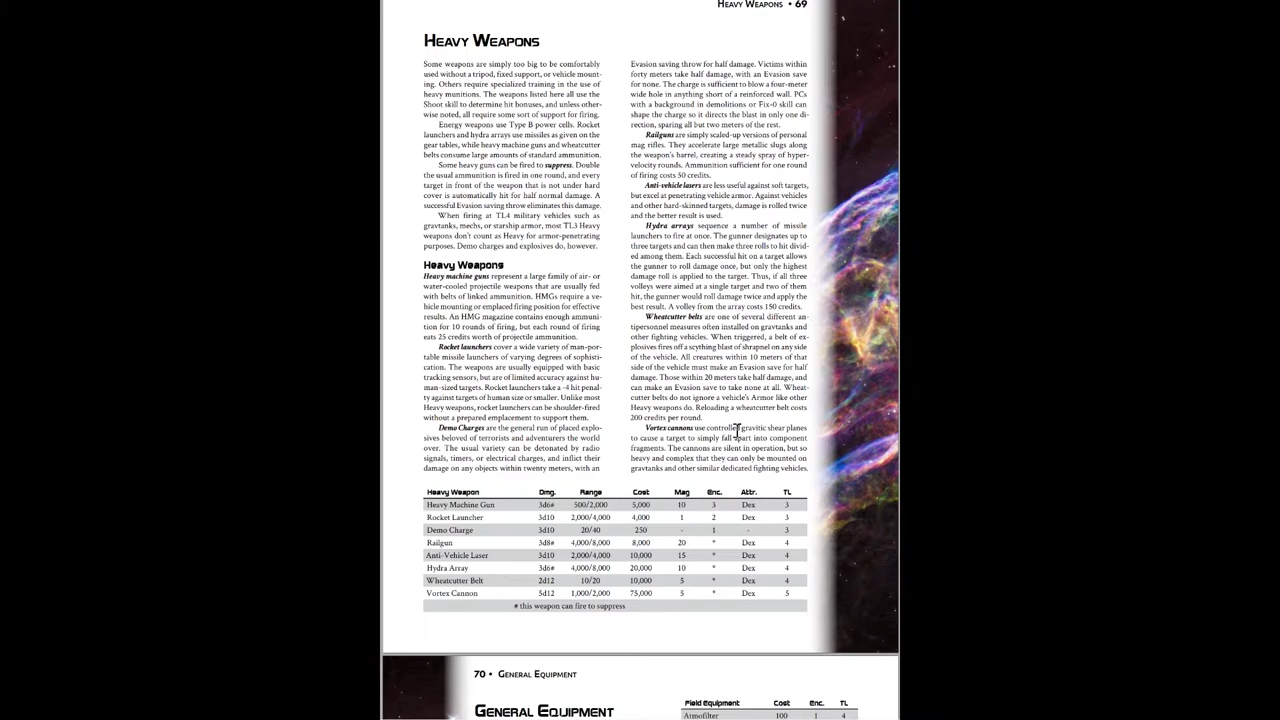 HEAVY WEAPONS • 69
HEAVY WEAPONS
Some weapons are simply too big to be comfortably
used without a tripod, fixed support, or vehicle mount-
ing. Others require specialized training in the use of
heavy munitions. The weapons listed here all use the
Shoot skill to determine hit bonuses, and unless other-
wise noted, all require some sort of support for firing.
Energy weapons use Type B power cells. Rocket
launchers and hydra arrays use missiles as given on the
gear tables, while heavy machine guns and wheatcutter
belts consume large amounts of standard ammunition.
Some heavy guns can be fired to suppress. Double
the usual ammunition is fired in one round, and every
target in front of the weapon that is not under hard
cover is automatically hit for half normal damage. A
successful Evasion saving throw eliminates this damage.
When firing at TL4 military vehicles such as
gravtanks, mechs, or starship armor, most TL3 Heavy
weapons don't count as Heavy for armor-penetrating
purposes. Demo charges and explosives do, however.
Heavy Weapons
Heavy machine guns represent a large family of air- or
water-cooled projectile weapons that are usually fed
with belts of linked ammunition. HMGs require a ve-
hicle mounting or emplaced firing position for effective
results. An HMG magazine contains enough ammuni-
tion for 10 rounds of firing, but each round of firing
eats 25 credits worth of projectile ammunition.
Rocket launchers cover a wide variety of man-por-
table missile launchers of varying degrees of sophisti-
cation. The weapons are usually equipped with basic
tracking sensors, but are of limited accuracy against hu-
man-sized targets. Rocket launchers take a -4 hit penal-
ty against targets of human size or smaller. Unlike most
Heavy weapons, rocket launchers can be shoulder-fired
without a prepared emplacement to support them.
Demo Charges are the general run of placed explo-
sives beloved of terrorists and adventurers the world
over. The usual variety can be detonated by radio
signals, timers, or electrical charges, and inflict their
damage on any objects within twenty meters, with an
Evasion saving throw for half damage. Victims within
forty meters take half damage, with an Evasion save
for none. The charge is sufficient to blow a four-meter
wide hole in anything short of a reinforced wall. PCs
with a background in demolitions or Fix-0 skill can
shape the charge so it directs the blast in only one di-
rection, sparing all but two meters of the rest.
Railguns are simply scaled-up versions of personal
mag rifles. They accelerate large metallic slugs along
the weapon's barrel, creating a steady spray of hyper-
velocity rounds. Ammunition sufficient for one round
of firing costs 50 credits.
Anti-vehicle lasers are less useful against soft targets,
but excel at penetrating vehicle armor. Against vehicles
and other hard-skinned targets, damage is rolled twice
and the better result is used.
Hydra arrays sequence a number of missile
launchers to fire at once. The gunner designates up to
three targets and can then make three rolls to hit divid-
ed among them. Each successful hit on a target allows
the gunner to roll damage once, but only the highest
damage roll is applied to the target. Thus, if all three
volleys were aimed at a single target and two of them
hit, the gunner would roll damage twice and apply the
best result. A volley from the array costs 150 credits.
Wheatcutter belts are one of several different an-
tipersonnel measures often installed on gravtanks and
other fighting vehicles. When triggered, a belt of ex-
plosives fires off a scything blast of shrapnel on any side
of the vehicle. All creatures within 10 meters of that
side of the vehicle must make an Evasion save for half
damage. Those within 20 meters take half damage, and
can make an Evasion save to take none at all. Wheat-
cutter belts do not ignore a vehicle's Armor like other
Heavy weapons do. Reloading a wheatcutter belt costs
200 credits per round.
Vortex cannons use controlled gravitic shear planes
to cause a target to simply fall apart into component
fragments. The cannons are silent in operation, but so
heavy and complex that they can only be mounted on
gravtanks and other similar dedicated fighting vehicles.
Heavy Weapon Dmg. Range Cost Mag Enc. Attr. TL
Heavy Machine Gun 3d6# 500/2,000 5,000 10 3 Dex 3
Rocket Launcher 3d10 2,000/4,000 4,000 1 2 Dex 3
Demo Charge 3d10 20/40 250 - 1 - 3
Railgun 3d8# 4,000/8,000 8,000 20 * Dex 4
Anti-Vehicle Laser 3d10 2,000/4,000 10,000 15 * Dex 4
Hydra Array 3d6# 4,000/8,000 20,000 10 * Dex 4
Wheatcutter Belt 2d12 10/20 10,000 5 * Dex 4
Vortex Cannon 5d12 1,000/2,000 75,000 5 * Dex 5
# this weapon can fire to suppress
70 • GENERAL EQUIPMENT
GENERAL EQUIPMENT
Field Equipment Cost Enc. TL
Atmofilter 100 1 4